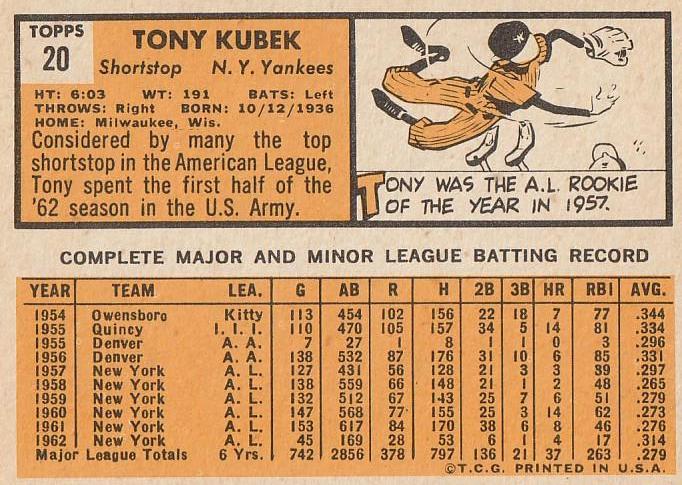 TOPPS
20
TONY KUBEK
Shortstop N. Y. Yankees
HT: 6:03 WT: 191 BATS: Left
THROWS: Right BORN: 10/12/1936
HOME: Milwaukee, Wis.
Considered by many the top
shortstop in the American League,
Tony spent the first half of the
'62 season in the U.S. Army.
TONY WAS THE A.L. ROOKIE
OF THE YEAR IN 1957.
COMPLETE MAJOR AND MINOR LEAGUE BATTING RECORD
YEAR TEAM LEA. G AB R H 2B 3B HR RBI AVG.
1954 Owensboro Kitty 113 454 102 156 22 18 7 77 .344
1955 Quincy I. I. I. 110 470 105 157 34 5 14 81 .334
1955 Denver A. A. 7 27 1 8 1 1 0 3 .296
1956 Denver A. A. 138 532 87 176 31 10 6 85 .331
1957 New York A. L. 127 431 56 128 21 3 3 39 .297
1958 New York A. L. 138 559 66 148 21 1 2 48 .265
1959 New York A. L. 132 512 67 143 25 7 6 51 .279
1960 New York A. L. 147 568 77 155 25 3 14 62 .273
1961 New York A. L. 153 617 84 170 38 6 8 46 .276
1962 New York A. L. 45 169 28 53 6 1 4 17 .314
Major League Totals 6 Yrs. 742 2856 378 797 136 21 37 263 .279
©T.C.G. PRINTED IN U.S.A.